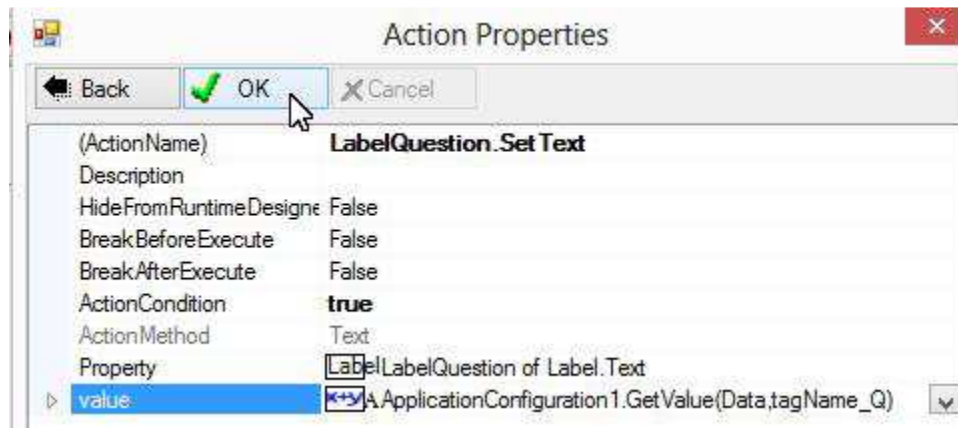 Action Properties
Back OK Cancel
(ActionName) LabelQuestion.SetText
Description
HideFromRuntimeDesigne False
BreakBeforeExecute False
BreakAfterExecute False
ActionCondition true
ActionMethod Text
Property Label LabelQuestion of Label.Text
value x+y A ApplicationConfiguration1.GetValue(Data,tagName_Q)